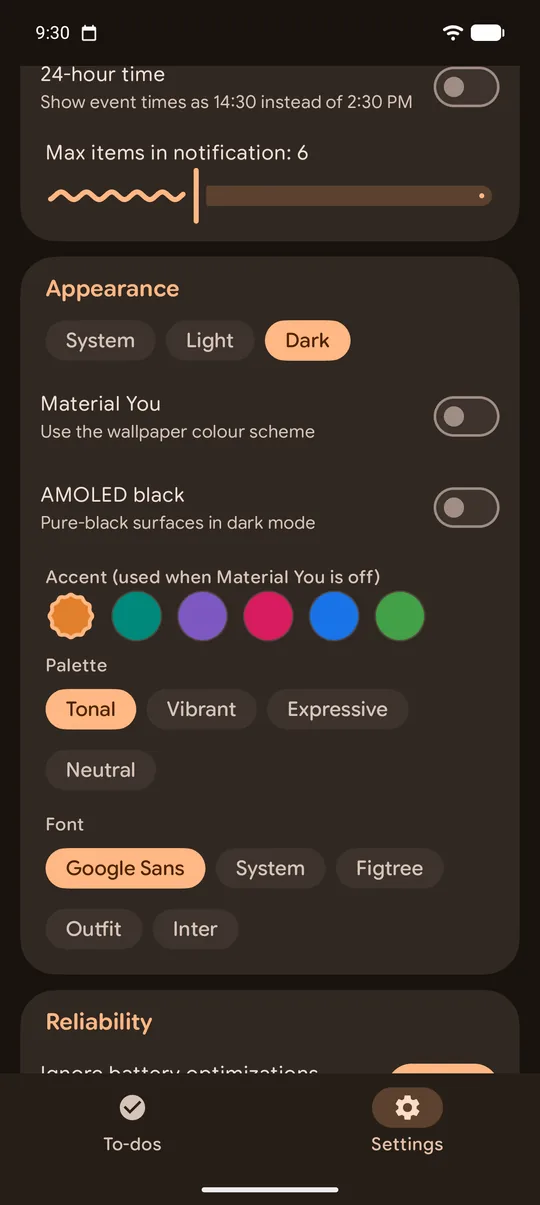 9:30
24-hour time
Show event times as 14:30 instead of 2:30 PM
Max items in notification: 6
Appearance
System
Light
Dark
Material You
Use the wallpaper colour scheme
AMOLED black
Pure-black surfaces in dark mode
Accent (used when Material You is off)
Palette
Tonal
Vibrant
Expressive
Neutral
Font
Google Sans
System
Figtree
Outfit
Inter
Reliability
Ignore battery optimizations
To-dos
Settings